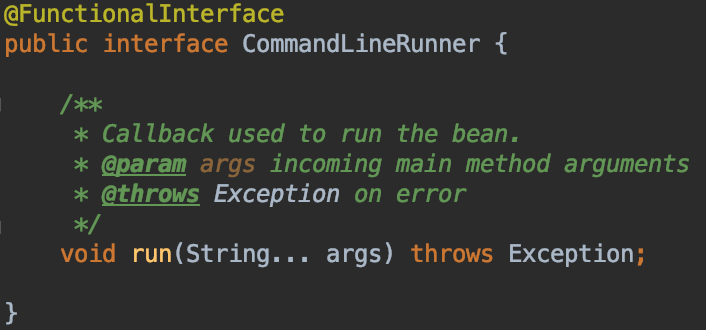 @FunctionalInterface
public interface CommandLineRunner {
/**
* Callback used to run the bean.
* @param args incoming main method arguments
* @throws Exception on error
*/
void run(String... args) throws Exception;
}